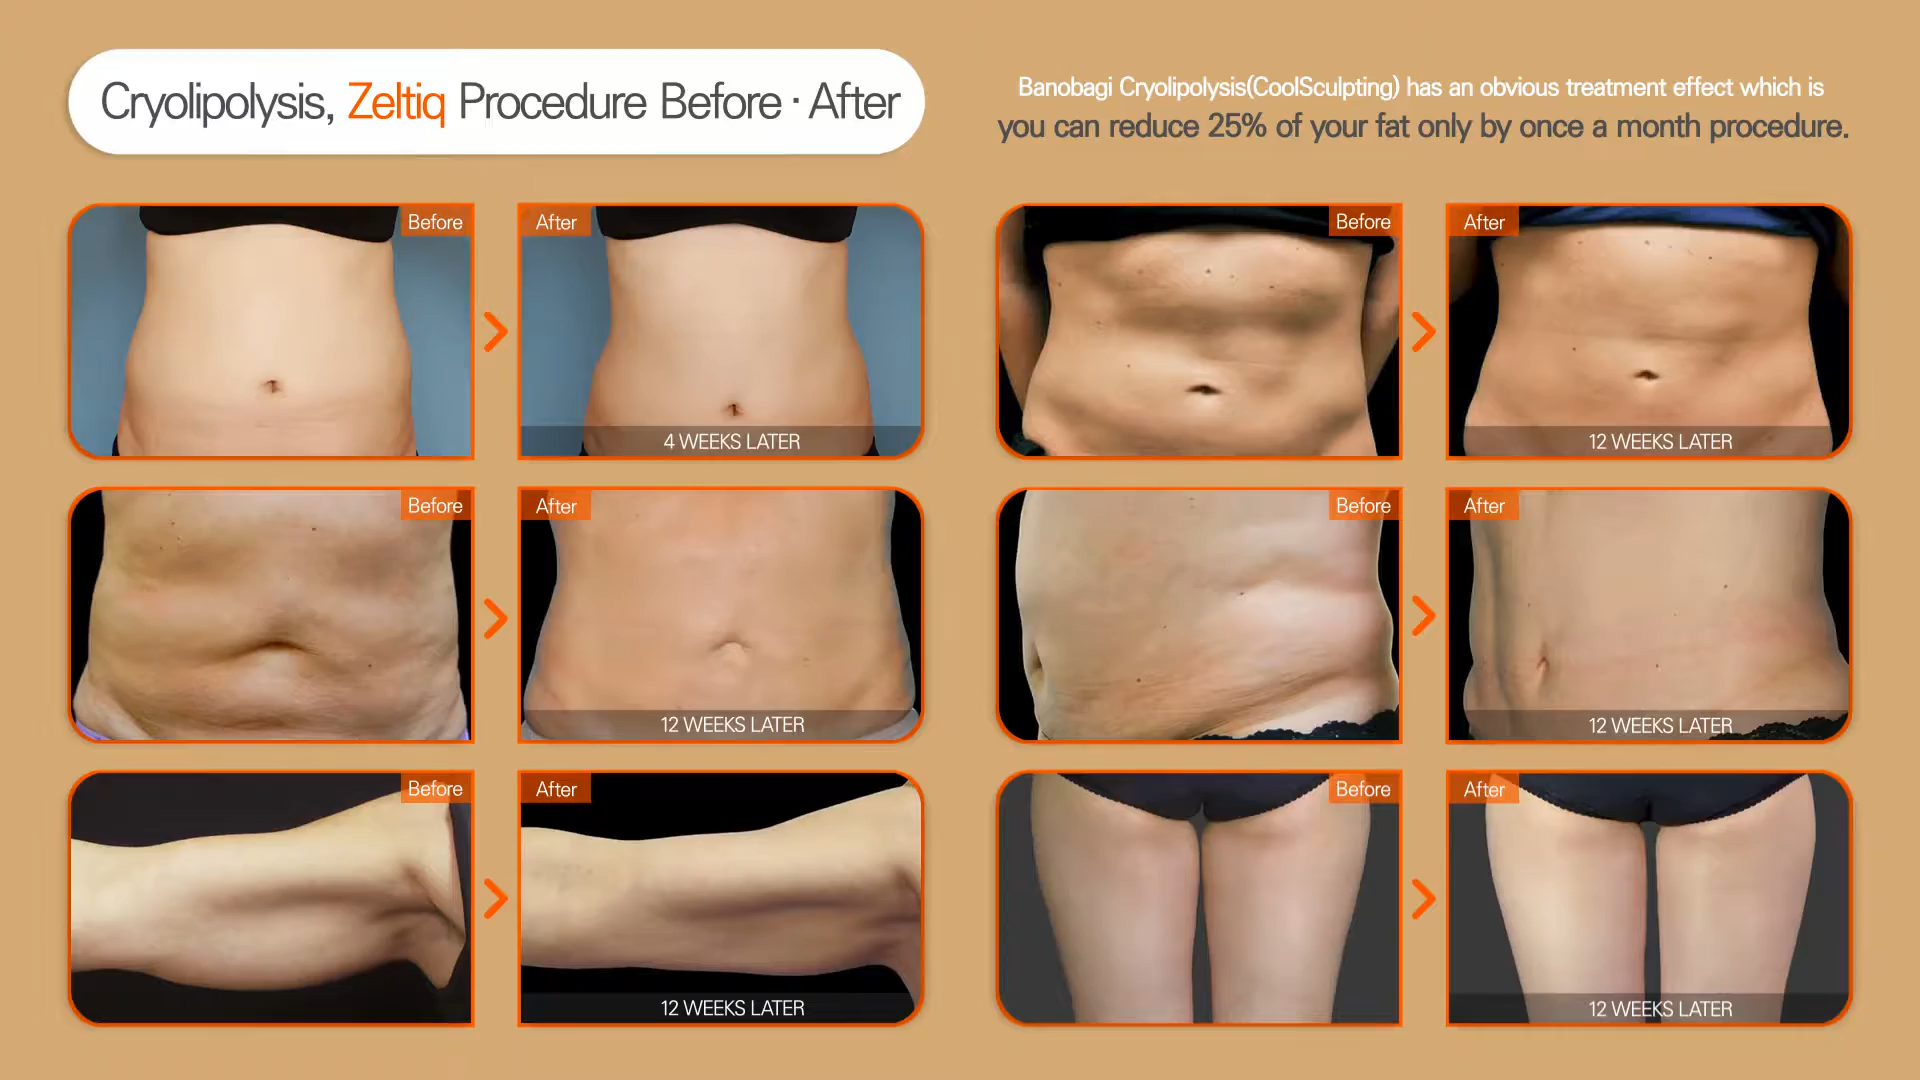 Cryolipolysis, Zeltiq Procedure Before · After
Banobagi Cryolipolysis(CoolSculpting) has an obvious treatment effect which is
you can reduce 25% of your fat only by once a month procedure.
Before
After
4 WEEKS LATER
Before
After
12 WEEKS LATER
Before
After
12 WEEKS LATER
Before
After
12 WEEKS LATER
Before
After
12 WEEKS LATER
Before
After
12 WEEKS LATER